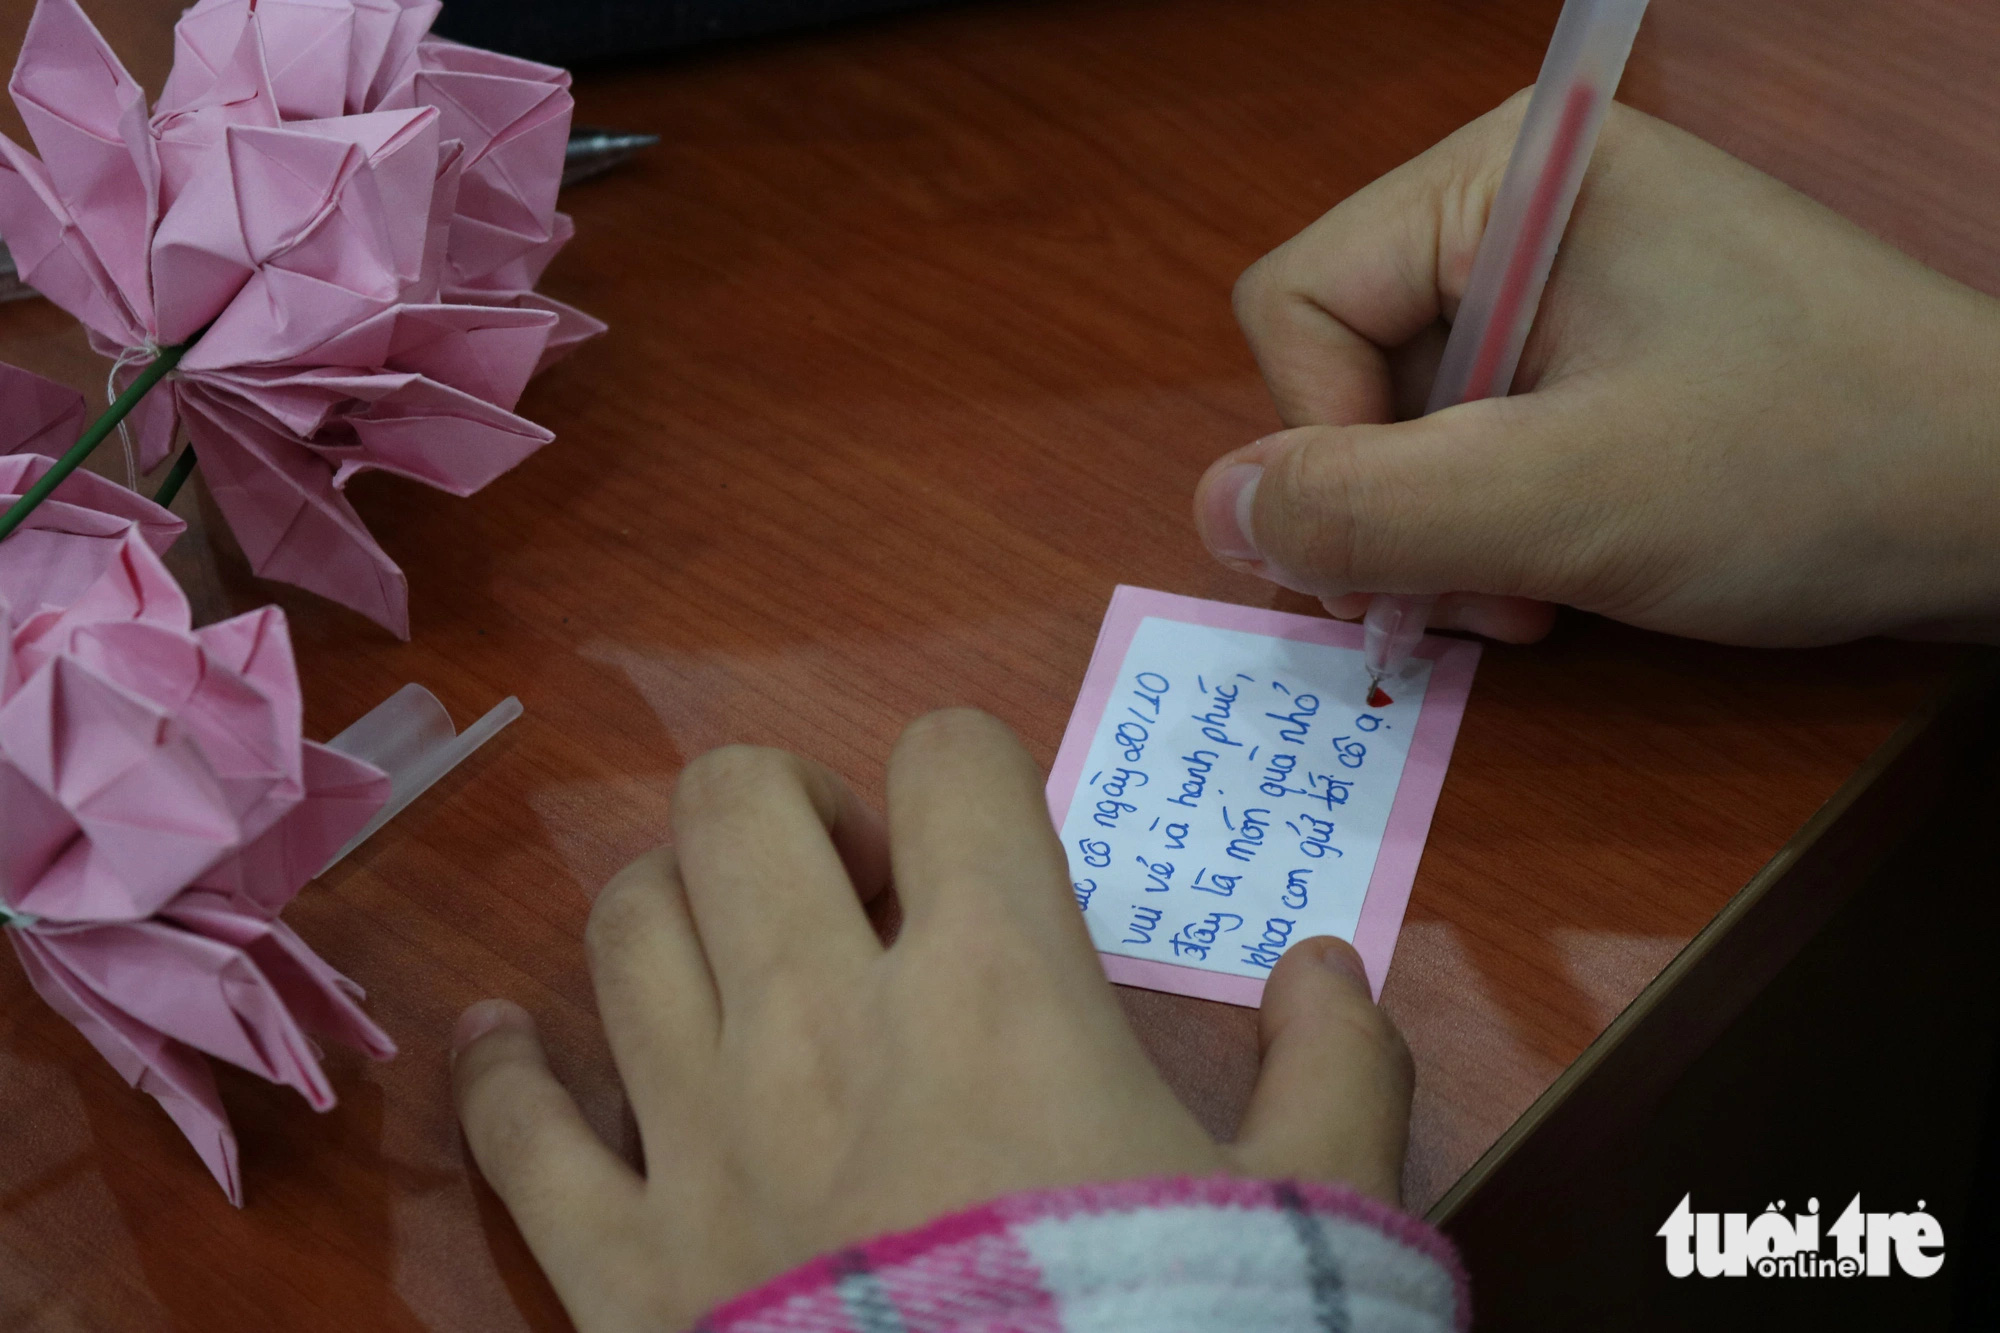 cô ngày 20/10
vui vẻ và hạnh phúc,
đây là món quà nhỏ
khoa con gửi tới cô ạ
tuổi trẻ
online